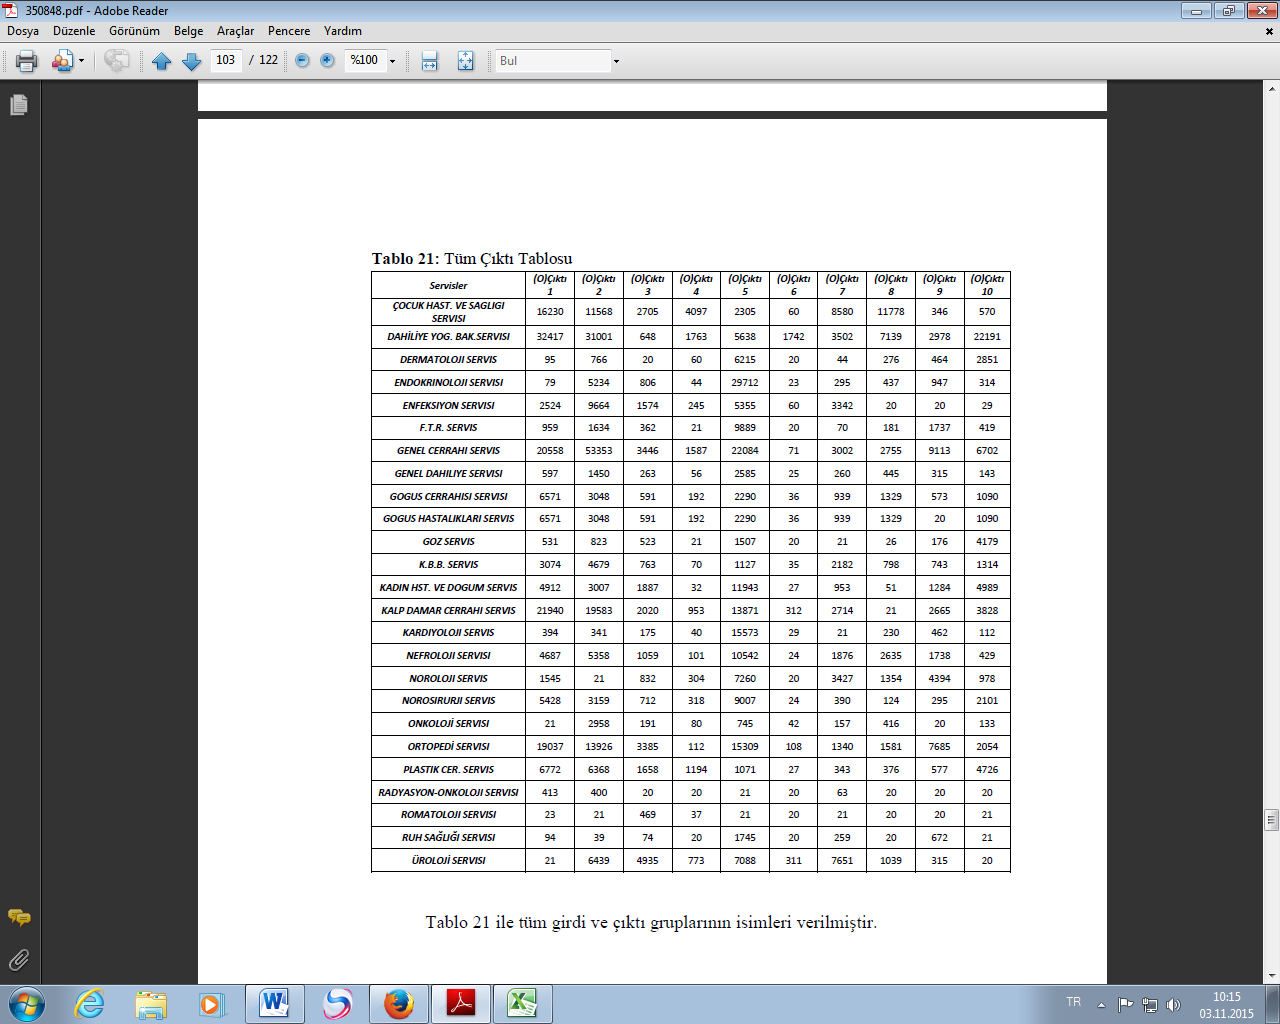 350848.pdf - Adobe Reader
Dosya Düzenle Görünüm Belge Araçlar Pencere Yardım
103 / 122 %100 Bul
Tablo 21: Tüm Çıktı Tablosu
Servisler (O)Çıktı 1 (O)Çıktı 2 (O)Çıktı 3 (O)Çıktı 4 (O)Çıktı 5 (O)Çıktı 6 (O)Çıktı 7 (O)Çıktı 8 (O)Çıktı 9 (O)Çıktı 10
ÇOCUK HAST. VE SAGLIGI SERVISI 16230 11568 2705 4097 2305 60 8580 11778 346 570
DAHİLİYE YOG. BAK.SERVISI 32417 31001 648 1763 5638 1742 3502 7139 2978 22191
DERMATOLOJI SERVIS 95 766 20 60 6215 20 44 276 464 2851
ENDOKRINOLOJI SERVISI 79 5234 806 44 29712 23 295 437 947 314
ENFEKSIYON SERVISI 2524 9664 1574 245 5355 60 3342 20 20 29
F.T.R. SERVIS 959 1634 362 21 9889 20 70 181 1737 419
GENEL CERRAHI SERVIS 20558 53353 3446 1587 22084 71 3002 2755 9113 6702
GENEL DAHILIYE SERVISI 597 1450 263 56 2585 25 260 445 315 143
GOGUS CERRAHISI SERVISI 6571 3048 591 192 2290 36 939 1329 573 1090
GOGUS HASTALIKLARI SERVIS 6571 3048 591 192 2290 36 939 1329 20 1090
GOZ SERVIS 531 823 523 21 1507 20 21 26 176 4179
K.B.B. SERVIS 3074 4679 763 70 1127 35 2182 798 743 1314
KADIN HST. VE DOGUM SERVIS 4912 3007 1887 32 11943 27 953 51 1284 4989
KALP DAMAR CERRAHI SERVIS 21940 19583 2020 953 13871 312 2714 21 2665 3828
KARDIYOLOJI SERVIS 394 341 175 40 15573 29 21 230 462 112
NEFROLOJI SERVISI 4687 5358 1059 101 10542 24 1876 2635 1738 429
NOROLOJI SERVIS 1545 21 832 304 7260 20 3427 1354 4394 978
NOROSIRURJI SERVIS 5428 3159 712 318 9007 24 390 124 295 2101
ONKOLOJİ SERVISI 21 2958 191 80 745 42 157 416 20 133
ORTOPEDİ SERVISI 19037 13926 3385 112 15309 108 1340 1581 7685 2054
PLASTIK CER. SERVIS 6772 6368 1658 1194 1071 27 343 376 577 4726
RADYASYON-ONKOLOJI SERVISI 413 400 20 20 21 20 63 20 20 20
ROMATOLOJI SERVISI 23 21 469 37 21 20 21 20 20 21
RUH SAĞLIĞI SERVISI 94 39 74 20 1745 20 259 20 672 21
ÜROLOJİ SERVISI 21 6439 4935 773 7088 311 7651 1039 315 20
Tablo 21 ile tüm girdi ve çıktı gruplarının isimleri verilmiştir.
TR 10:15
03.11.2015